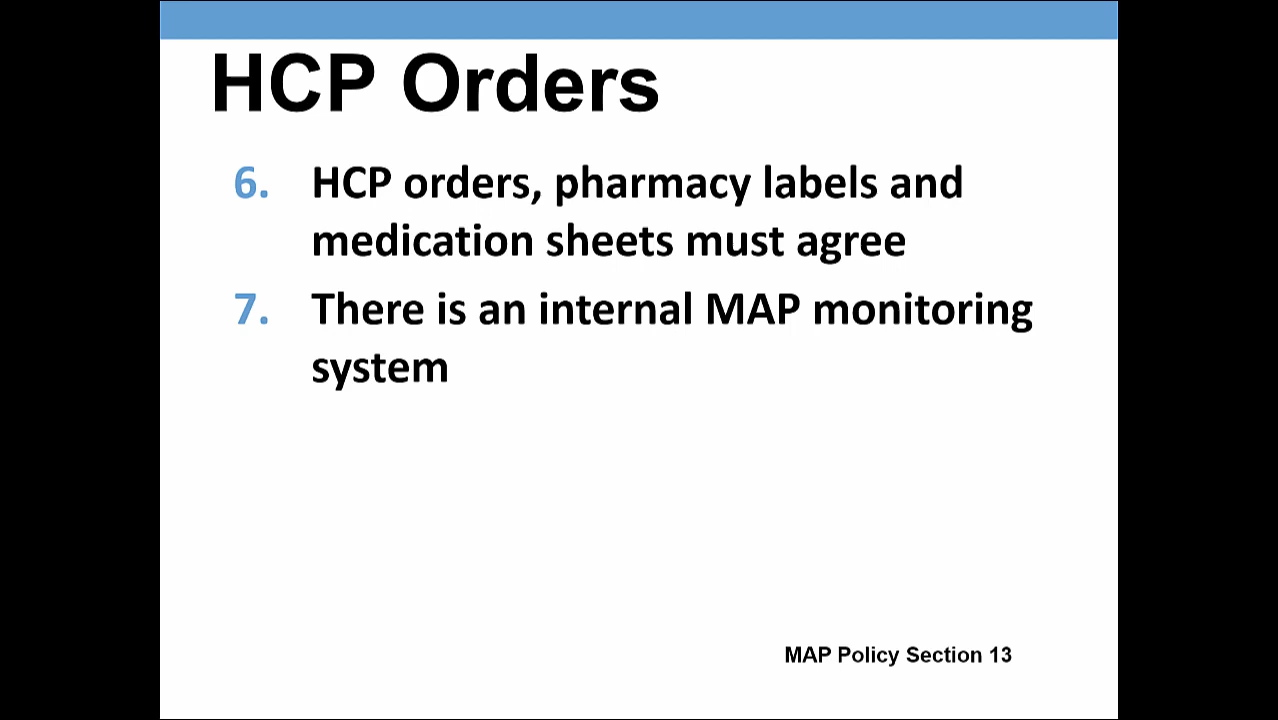 HCP Orders
6. HCP orders, pharmacy labels and
medication sheets must agree
7. There is an internal MAP monitoring
system
MAP Policy Section 13